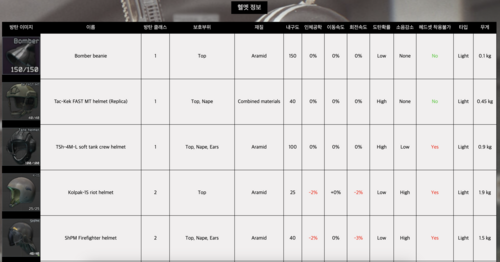 헬멧 정보
방탄 이미지 이름 방탄 클래스 보호부위 재질 내구도 인체공학 이동속도 회전속도 도탄확률 소음감소 헤드셋 착용불가 타입 무게
Bomber
150/150
Bomber beanie 1 Top Aramid 150 0% 0% 0% Low None No Light 0.1 kg
Tac-Kek FAST MT helmet (Replica) 1 Top, Nape Combined materials 40 0% 0% 0% High None No Light 0.45 kg
TSh-4M-L soft tank crew helmet 1 Top, Nape, Ears Aramid 100 0% 0% 0% High Low Yes Light 0.9 kg
Kolpak-1S riot helmet 2 Top Aramid 25 -2% +0% -2% Low High Yes Light 1.9 kg
ShPM Firefighter helmet 2 Top, Nape, Ears Aramid 40 -2% 0% -3% Low High Yes Light 1.5 kg